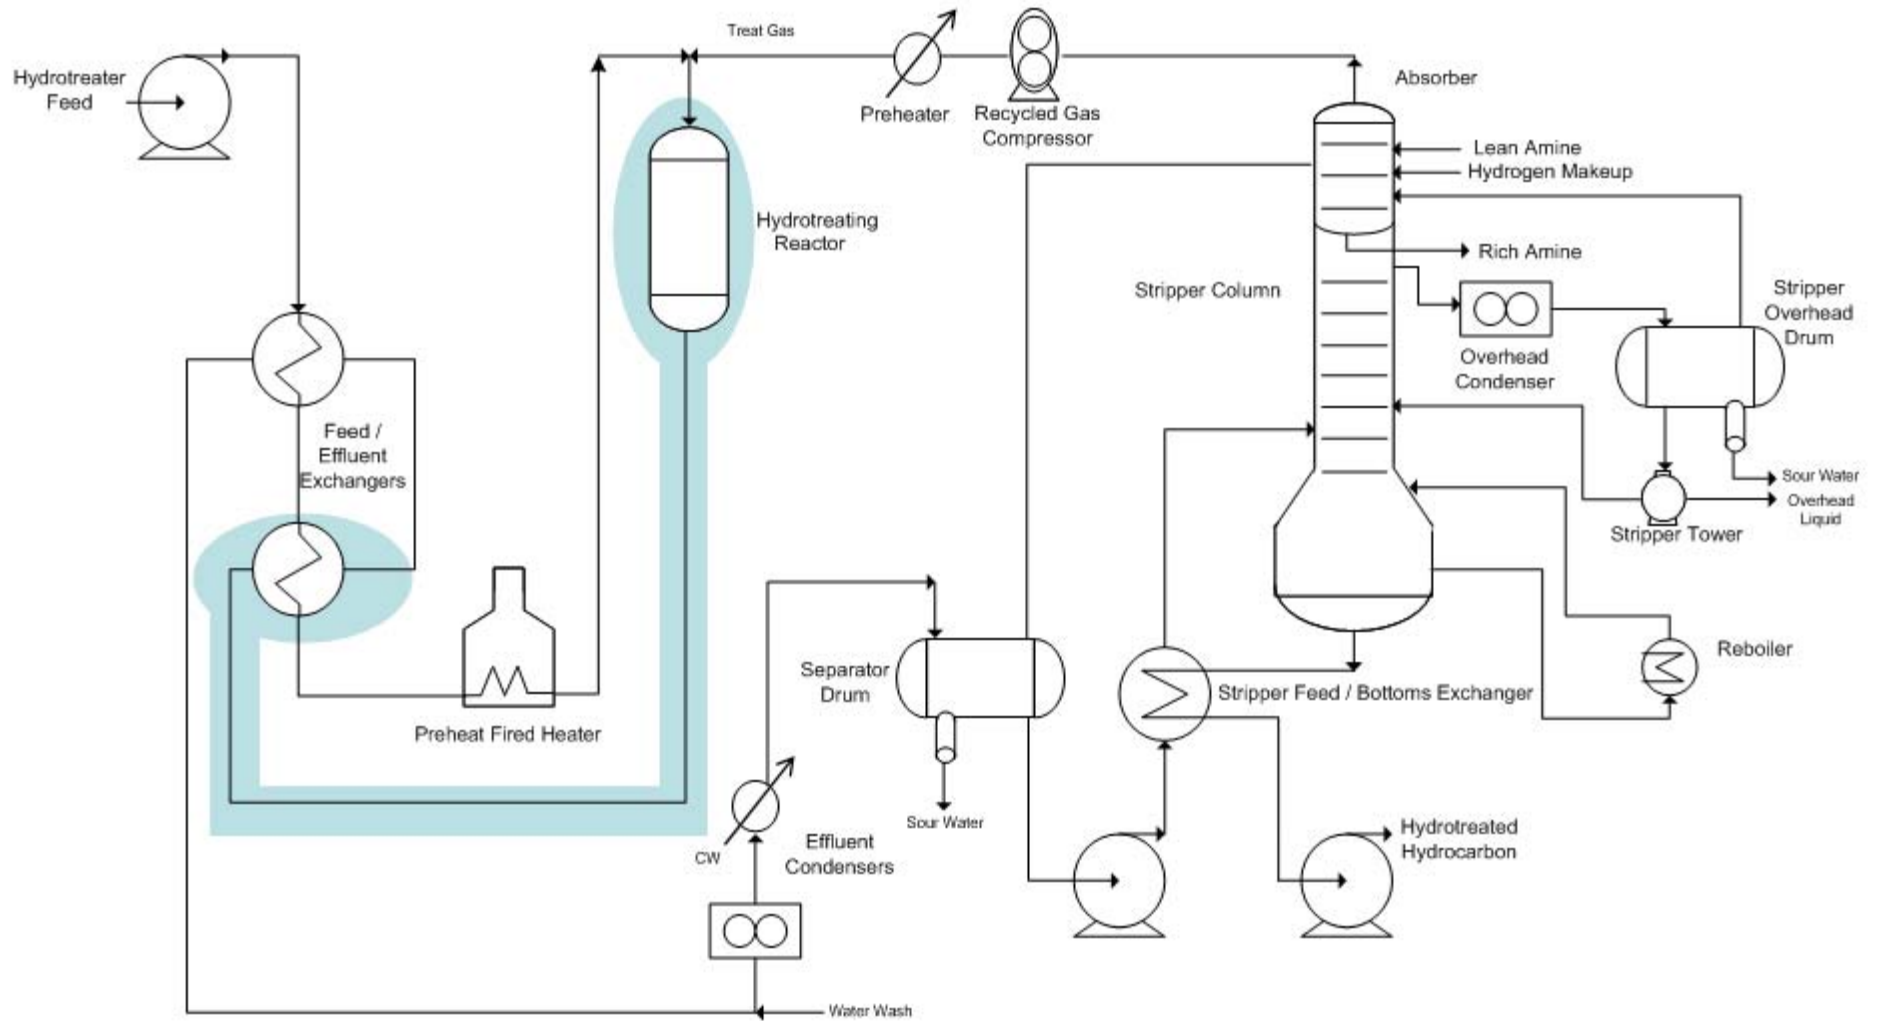 Treat Gas
Hydrotreater
Feed
Preheater
Recycled Gas
Compressor
Absorber
Lean Amine
Hydrogen Makeup
Hydrotreating
Reactor
Rich Amine
Stripper Column
Stripper
Overhead
Drum
Overhead
Condenser
Feed /
Effluent
Exchangers
Sour Water
Overhead
Liquid
Stripper Tower
Reboiler
Separator
Drum
Stripper Feed / Bottoms Exchanger
Preheat Fired Heater
Sour Water
CW
Effluent
Condensers
Hydrotreated
Hydrocarbon
Water Wash